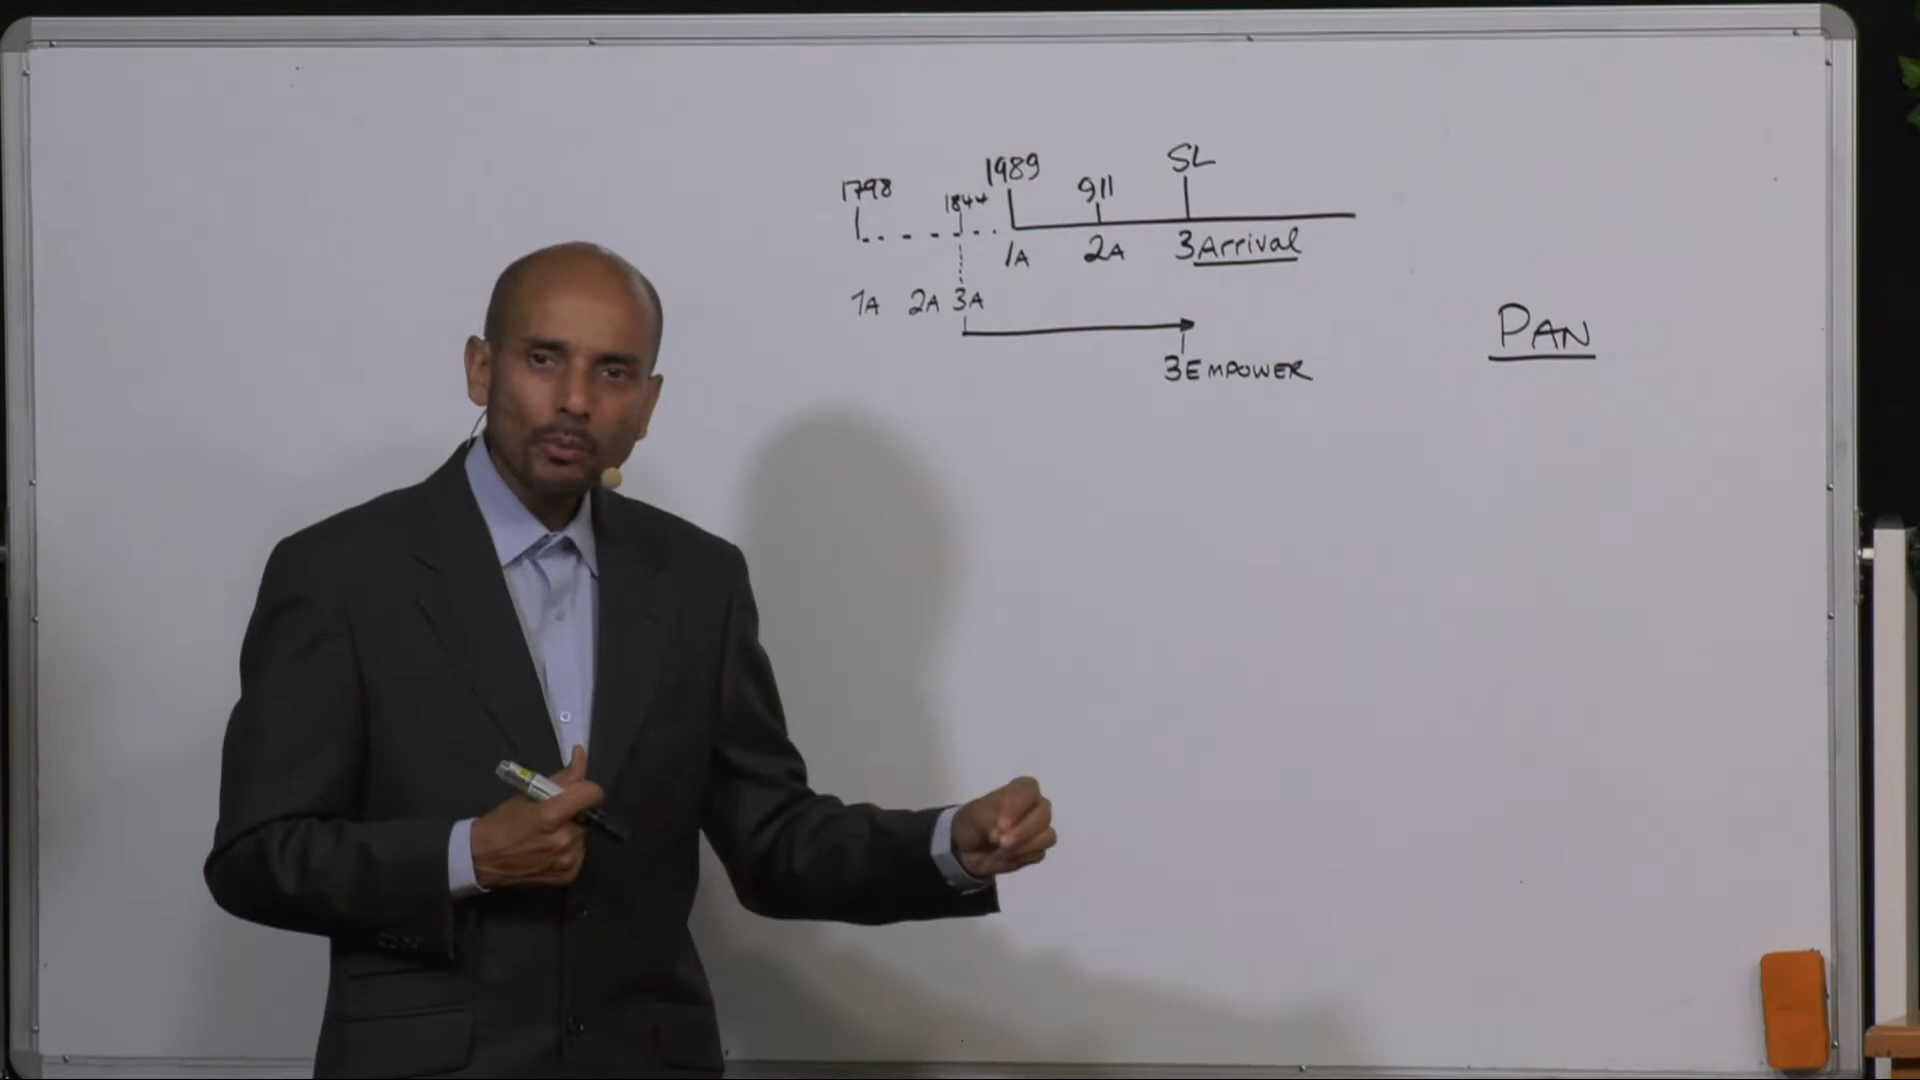 1798 1844 1989 911 SL
1A 2A 3Arrival
1A 2A 3A
3EMPOWER
PAN